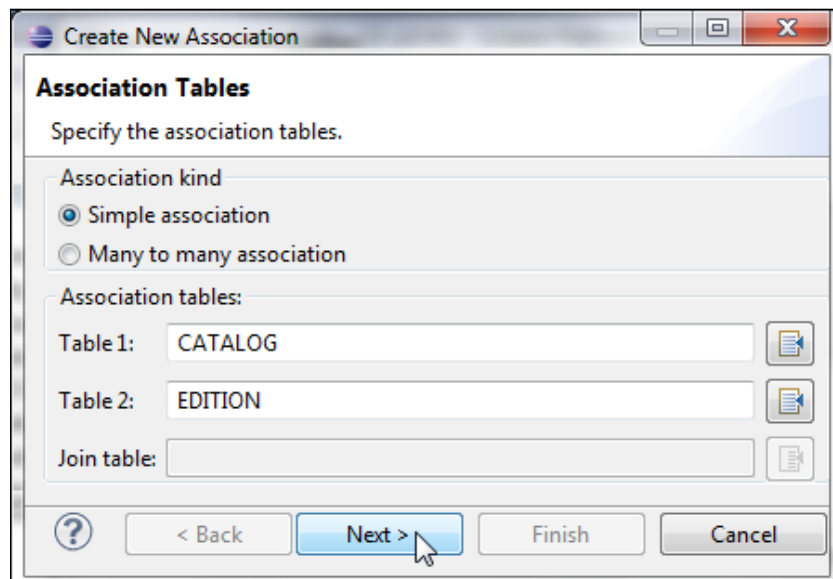 Create New Association
Association Tables
Specify the association tables.
Association kind
Simple association
Many to many association
Association tables:
Table 1: CATALOG
Table 2: EDITION
Join table:
? < Back Next > Finish Cancel